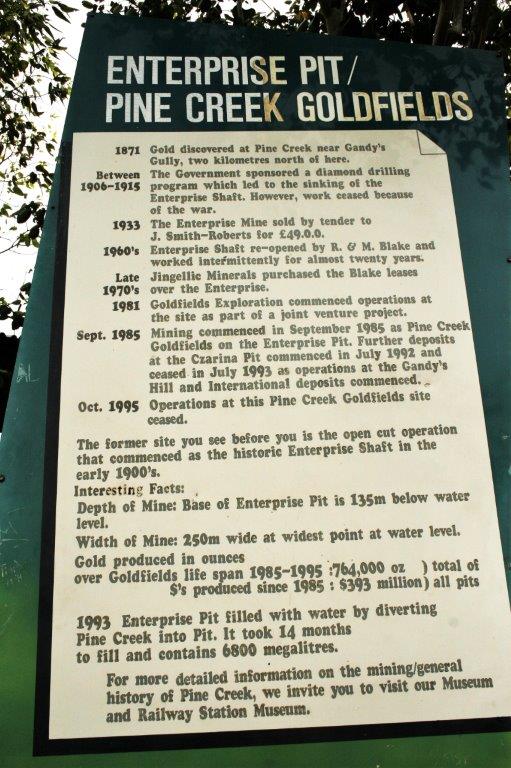 ENTERPRISE PIT/
PINE CREEK GOLDFIELDS
1871 Gold discovered at Pine Creek near Gandy's
Gully, two kilometres north of here.
Between The Government sponsored a diamond drilling
1906-1915 program which led to the sinking of the
Enterprise Shaft. However, work ceased because
of the war.
1933 The Enterprise Mine sold by tender to
J. Smith-Roberts for £49.0.0.
1960's Enterprise Shaft re-opened by R. & M. Blake and
worked intermittently for almost twenty years.
Late Jingellic Minerals purchased the Blake leases
1970's over the Enterprise.
1981 Goldfields Exploration commenced operations at
the site as part of a joint venture project.
Sept. 1985 Mining commenced in September 1985 as Pine Creek
Goldfields on the Enterprise Pit. Further deposits
at the Czarina Pit commenced in July 1992 and
ceased in July 1993 as operations at the Gandy's
Hill and International deposits commenced.
Oct. 1995 Operations at this Pine Creek Goldfields site
ceased.
The former site you see before you is the open cut operation
that commenced as the historic Enterprise Shaft in the
early 1900's.
Interesting Facts:
Depth of Mine: Base of Enterprise Pit is 135m below water
level.
Width of Mine: 250m wide at widest point at water level.
Gold produced in ounces
over Goldfields life span 1985-1995 :764,000 oz ) total of
$'s produced since 1985 : $393 million) all pits
1993 Enterprise Pit filled with water by diverting
Pine Creek into Pit. It took 14 months
to fill and contains 6800 megalitres.
For more detailed information on the mining/general
history of Pine Creek, we invite you to visit our Museum
and Railway Station Museum.